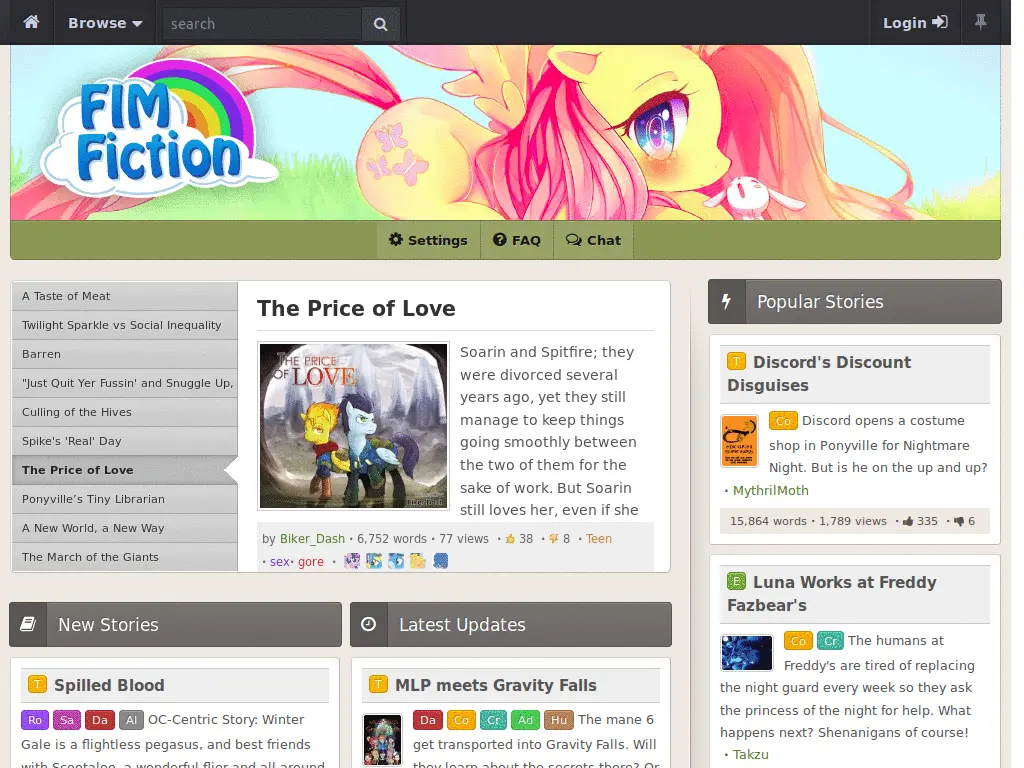 Browse
search
Login
FIM
Fiction
Settings
FAQ
Chat
A Taste of Meat
Twilight Sparkle vs Social Inequality
Barren
"Just Quit Yer Fussin' and Snuggle Up,
Culling of the Hives
Spike's 'Real' Day
The Price of Love
Ponyville's Tiny Librarian
A New World, a New Way
The March of the Giants
The Price of Love
THE PRICE
OF LOVE
Soarin and Spitfire; they
were divorced several
years ago, yet they still
manage to keep things
going smoothly between
the two of them for the
sake of work. But Soarin
still loves her, even if she
by Biker_Dash · 6,752 words · 77 views · 38 · 8 · Teen
· sex· gore ·
Popular Stories
T Discord's Discount
Disguises
Co Discord opens a costume
shop in Ponyville for Nightmare
Night. But is he on the up and up?
· MythrilMoth
15,864 words · 1,789 views · 335 · 6
E Luna Works at Freddy
Fazbear's
Co Cr The humans at
Freddy's are tired of replacing
the night guard every week so they ask
the princess of the night for help. What
happens next? Shenanigans of course!
· Takzu
New Stories
T Spilled Blood
Ro Sa Da Al OC-Centric Story: Winter
Gale is a flightless pegasus, and best friends
with Scootaloo, a wonderful flier and all around
Latest Updates
T MLP meets Gravity Falls
Da Co Cr Ad Hu The mane 6
get transported into Gravity Falls. Will
they learn about the secrets there? Or